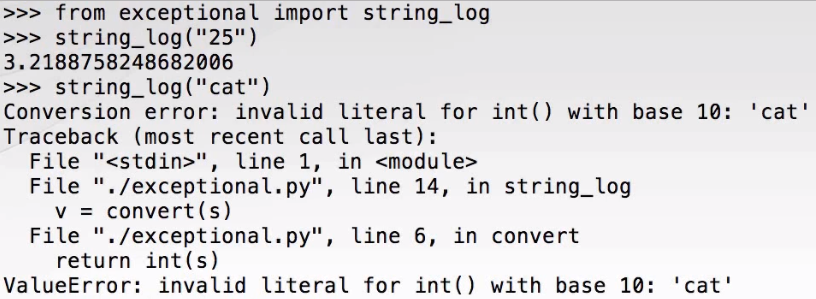 >>> from exceptional import string_log
>>> string_log("25")
3.2188758248682006
>>> string_log("cat")
Conversion error: invalid literal for int() with base 10: 'cat'
Traceback (most recent call last):
  File "<stdin>", line 1, in <module>
  File "./exceptional.py", line 14, in string_log
    v = convert(s)
  File "./exceptional.py", line 6, in convert
    return int(s)
ValueError: invalid literal for int() with base 10: 'cat'